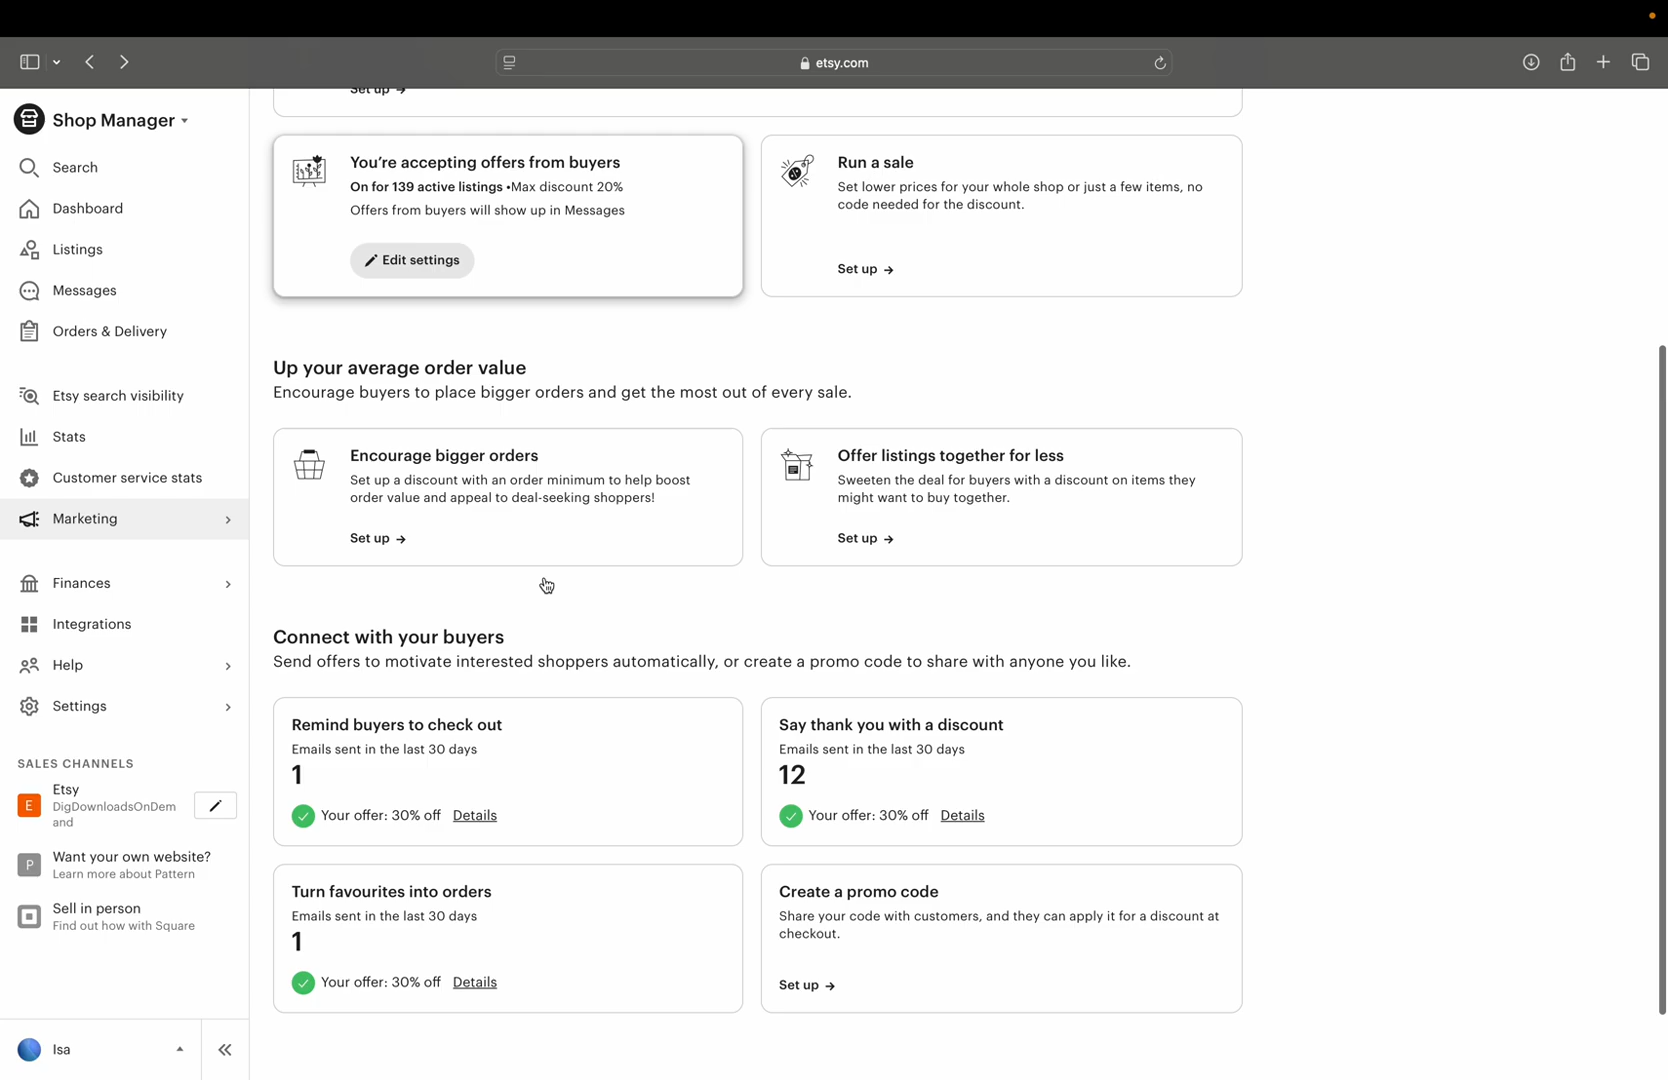 etsy.com
Shop Manager
Search
Dashboard
Listings
Messages
Orders & Delivery
Etsy search visibility
Stats
Customer service stats
Marketing
Finances
Integrations
Help
Settings
SALES CHANNELS
E
Etsy
DigDownloadsOnDem
and
P
Want your own website?
Learn more about Pattern
Sell in person
Find out how with Square
Isa
Set up →
You're accepting offers from buyers
On for 139 active listings •Max discount 20%
Offers from buyers will show up in Messages
Edit settings
Run a sale
Set lower prices for your whole shop or just a few items, no
code needed for the discount.
Set up →
Up your average order value
Encourage buyers to place bigger orders and get the most out of every sale.
Encourage bigger orders
Set up a discount with an order minimum to help boost
order value and appeal to deal-seeking shoppers!
Set up →
Offer listings together for less
Sweeten the deal for buyers with a discount on items they
might want to buy together.
Set up →
Connect with your buyers
Send offers to motivate interested shoppers automatically, or create a promo code to share with anyone you like.
Remind buyers to check out
Emails sent in the last 30 days
1
Your offer: 30% off Details
Say thank you with a discount
Emails sent in the last 30 days
12
Your offer: 30% off Details
Turn favourites into orders
Emails sent in the last 30 days
1
Your offer: 30% off Details
Create a promo code
Share your code with customers, and they can apply it for a discount at
checkout.
Set up →